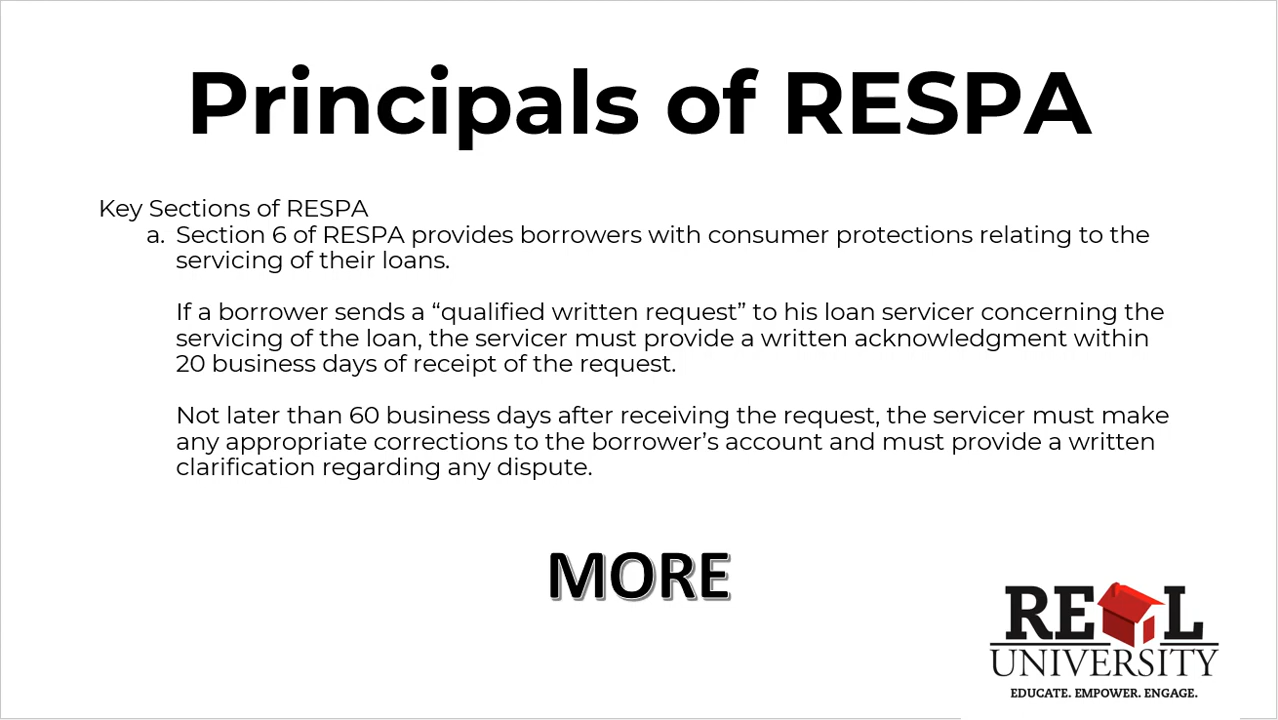 Principals of RESPA
Key Sections of RESPA
a. Section 6 of RESPA provides borrowers with consumer protections relating to the
servicing of their loans.
If a borrower sends a “qualified written request” to his loan servicer concerning the
servicing of the loan, the servicer must provide a written acknowledgment within
20 business days of receipt of the request.
Not later than 60 business days after receiving the request, the servicer must make
any appropriate corrections to the borrower’s account and must provide a written
clarification regarding any dispute.
MORE
RE L
UNIVERSITY
EDUCATE. EMPOWER. ENGAGE.